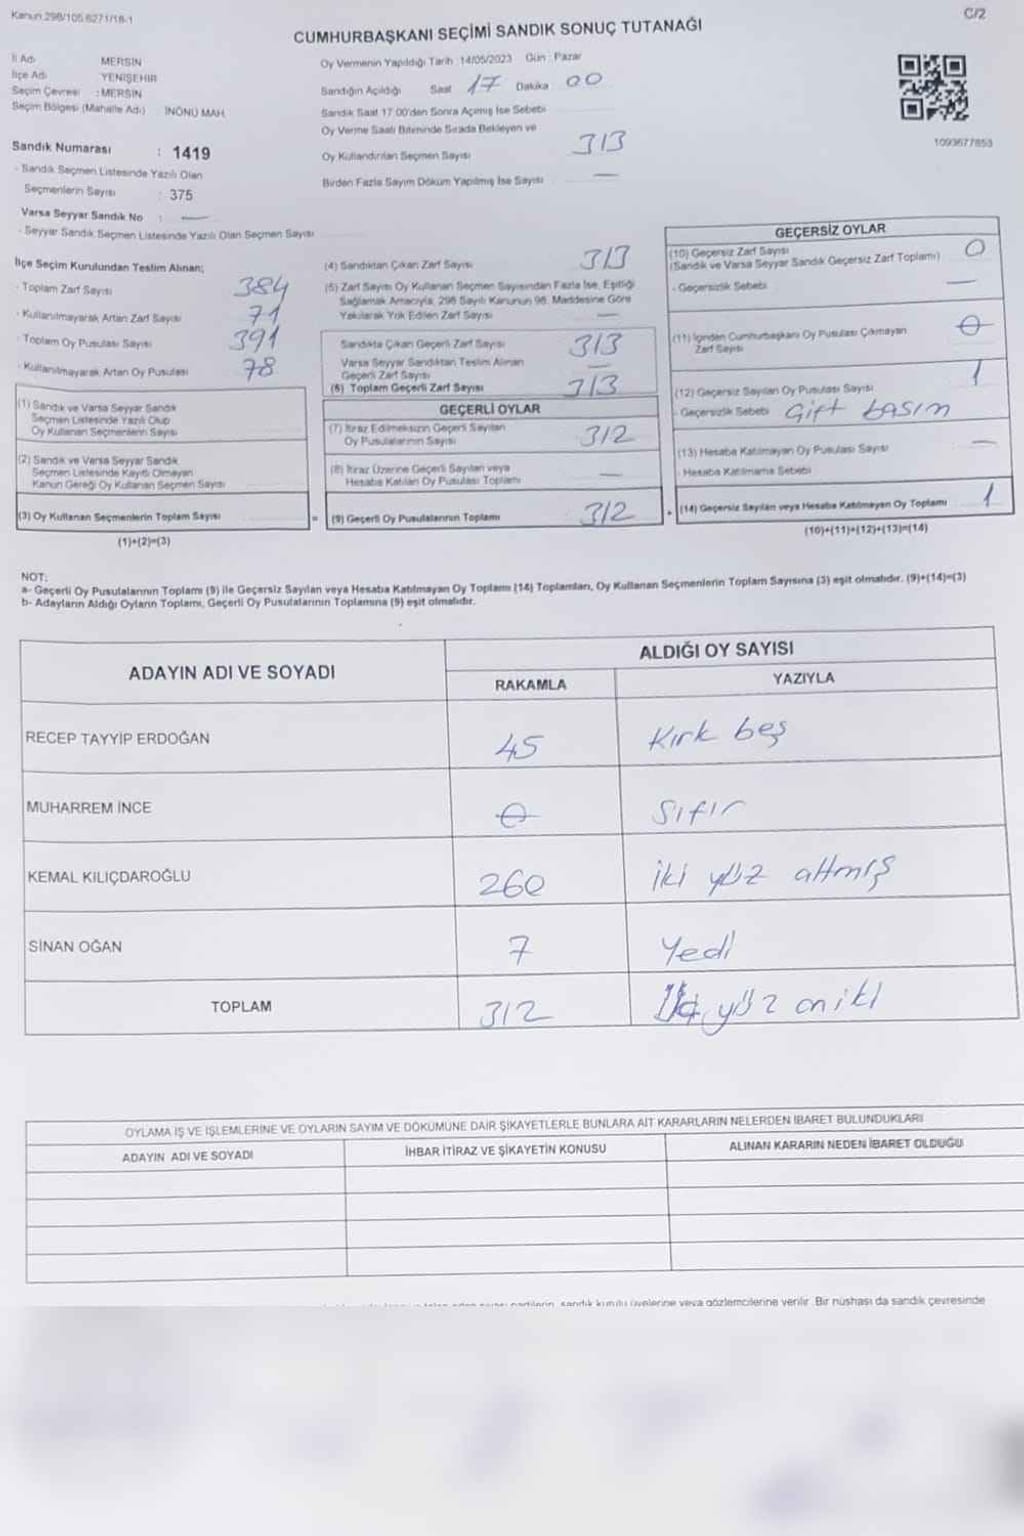 Kanun 298/105.6271/18-1
C/2
CUMHURBAŞKANI SEÇİMİ SANDIK SONUÇ TUTANAĞI
İl Adı MERSİN
İlçe Adı YENİŞEHİR
Seçim Çevresi : MERSİN
Seçim Bölgesi (Mahalle Adı) İNÖNÜ MAH.
Oy Vermenin Yapıldığı Tarih : 14/05/2023 Gün : Pazar
Sandığın Açıldığı Saat 17 Dakika 00
Sandık Saat 17:00'den Sonra Açılmış İse Sebebi
Oy Verme Saati Bitiminde Sırada Bekleyen ve
Oy Kullandırılan Seçmen Sayısı 313
Birden Fazla Sayım Döküm Yapılmış İse Sayısı —
1093677853
Sandık Numarası : 1419
- Sandık Seçmen Listesinde Yazılı Olan
Seçmenlerin Sayısı : 375
Varsa Seyyar Sandık No : —
- Seyyar Sandık Seçmen Listesinde Yazılı Olan Seçmen Sayısı
İlçe Seçim Kurulundan Teslim Alınan;
- Toplam Zarf Sayısı 384
- Kullanılmayarak Artan Zarf Sayısı 71
- Toplam Oy Pusulası Sayısı 391
- Kullanılmayarak Artan Oy Pusulası 78
(1) Sandık ve Varsa Seyyar Sandık
Seçmen Listesinde Yazılı Olup
Oy Kullanan Seçmenlerin Sayısı
(2) Sandık ve Varsa Seyyar Sandık
Seçmen Listesinde Kayıtlı Olmayan
Kanun Gereği Oy Kullanan Seçmen Sayısı
(3) Oy Kullanan Seçmenlerin Toplam Sayısı
(1)+(2)=(3)
(4) Sandıktan Çıkan Zarf Sayısı 313
(5) Zarf Sayısı Oy Kullanan Seçmen Sayısından Fazla İse, Eşitliği
Sağlamak Amacıyla, 298 Sayılı Kanunun 98. Maddesine Göre
Yakılarak Yok Edilen Zarf Sayısı —
Sandıkta Çıkan Geçerli Zarf Sayısı 313
Varsa Seyyar Sandıktan Teslim Alınan
Geçerli Zarf Sayısı —
(6) Toplam Geçerli Zarf Sayısı 313
GEÇERLİ OYLAR
(7) İtiraz Edilmeksizin Geçerli Sayılan
Oy Pusulalarının Sayısı 312
(8) İtiraz Üzerine Geçerli Sayılan veya
Hesaba Katılan Oy Pusulası Toplamı —
= (9) Geçerli Oy Pusulalarının Toplamı 312
GEÇERSİZ OYLAR
(10) Geçersiz Zarf Sayısı 0
(Sandık ve Varsa Seyyar Sandık Geçersiz Zarf Toplamı)
- Geçersizlik Sebebi —
(11) İçinden Cumhurbaşkanı Oy Pusulası Çıkmayan
Zarf Sayısı 0
(12) Geçersiz Sayılan Oy Pusulası Sayısı 1
- Geçersizlik Sebebi Çift basım
(13) Hesaba Katılmayan Oy Pusulası Sayısı —
- Hesaba Katılmama Sebebi
+ (14) Geçersiz Sayılan veya Hesaba Katılmayan Oy Toplamı 1
(10)+(11)+(12)+(13)=(14)
NOT:
a- Geçerli Oy Pusulalarının Toplamı (9) ile Geçersiz Sayılan veya Hesaba Katılmayan Oy Toplamı (14) Toplamları, Oy Kullanan Seçmenlerin Toplam Sayısına (3) eşit olmalıdır. (9)+(14)=(3)
b- Adayların Aldığı Oyların Toplamı, Geçerli Oy Pusulalarının Toplamına (9) eşit olmalıdır.
ADAYIN ADI VE SOYADI
ALDIĞI OY SAYISI
RAKAMLA YAZIYLA
RECEP TAYYİP ERDOĞAN 45 Kırk beş
MUHARREM İNCE 0 Sıfır
KEMAL KILIÇDAROĞLU 260 iki yüz altmış
SİNAN OĞAN 7 Yedi
TOPLAM 312 Üç yüz oniki
OYLAMA İŞ VE İŞLEMLERİNE VE OYLARIN SAYIM VE DÖKÜMÜNE DAİR ŞİKAYETLERLE BUNLARA AİT KARARLARIN NELERDEN İBARET BULUNDUKLARI
ADAYIN ADI VE SOYADI İHBAR İTİRAZ VE ŞİKAYETİN KONUSU ALINAN KARARIN NEDEN İBARET OLDUĞU
sandık kurulu üyelerine veya gözlemcilerine verilir. Bir nüshası da sandık çevresinde